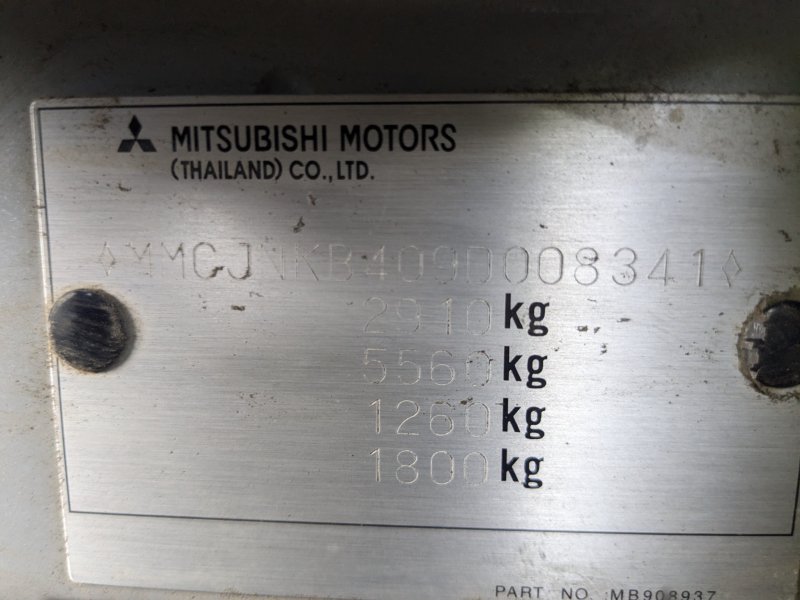 MITSUBISHI MOTORS
(THAILAND) CO.,LTD.
◊MMCJNKB409D008341◊
2910kg
5560kg
1260kg
1800kg
PART NO. MB908937